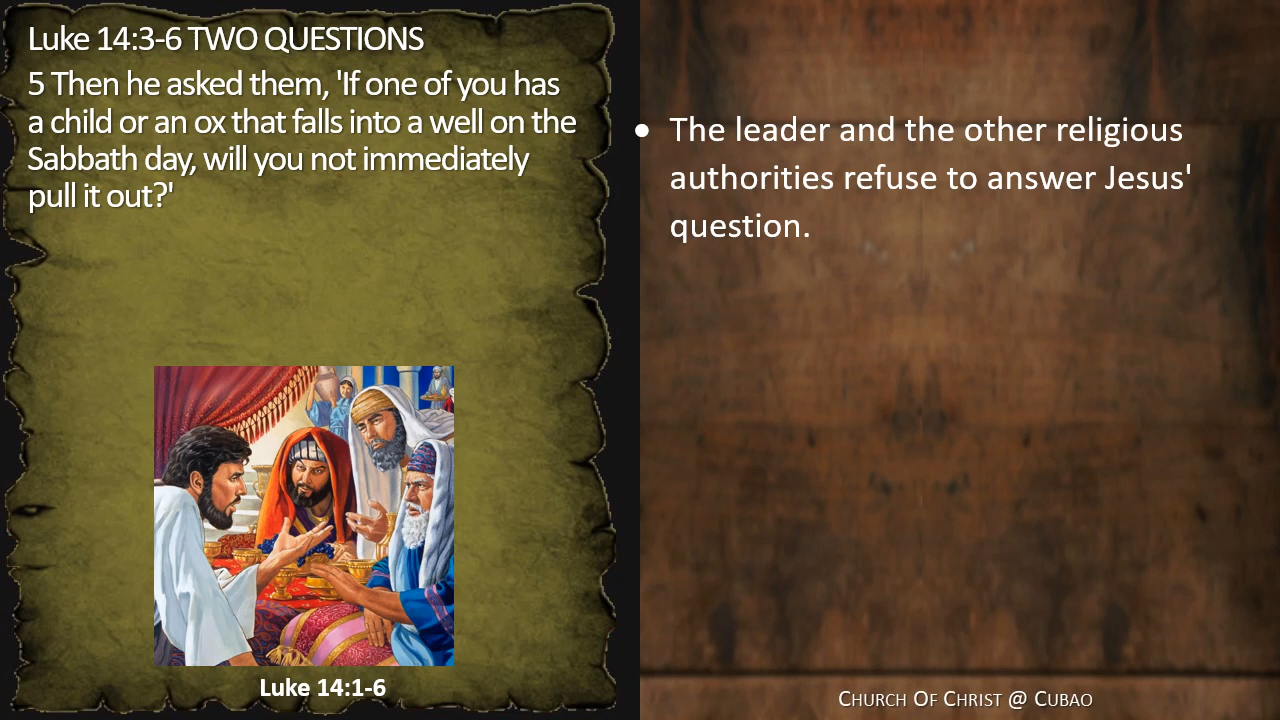 Luke 14:3-6 TWO QUESTIONS
5 Then he asked them, 'If one of you has
a child or an ox that falls into a well on the
Sabbath day, will you not immediately
pull it out?'
Luke 14:1-6
● The leader and the other religious
authorities refuse to answer Jesus'
question.
CHURCH OF CHRIST @ CUBAO